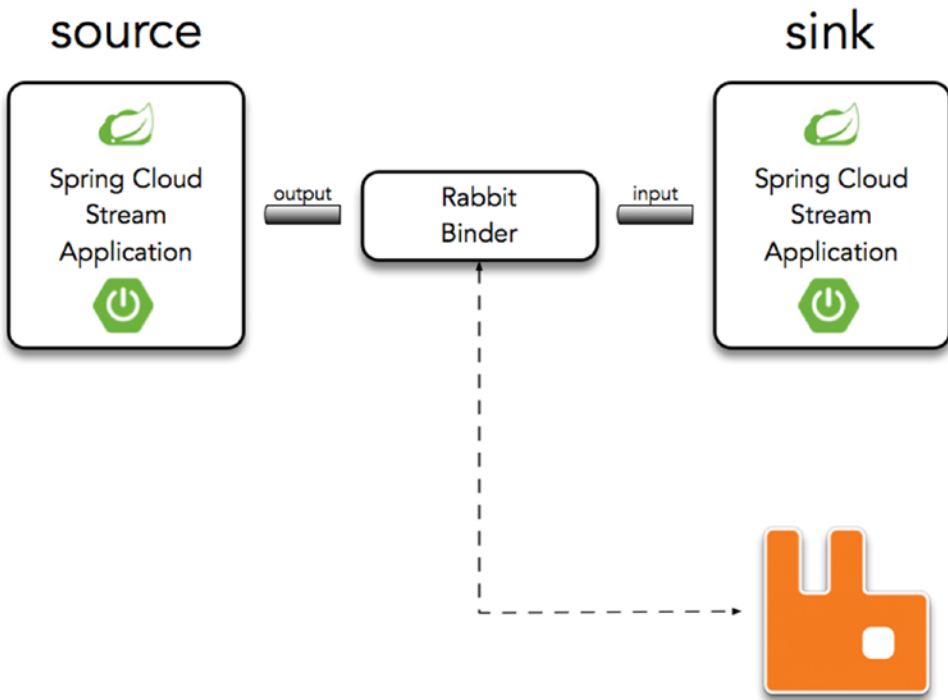 source
sink
Spring Cloud
Stream
Application
output
Rabbit
Binder
input
Spring Cloud
Stream
Application